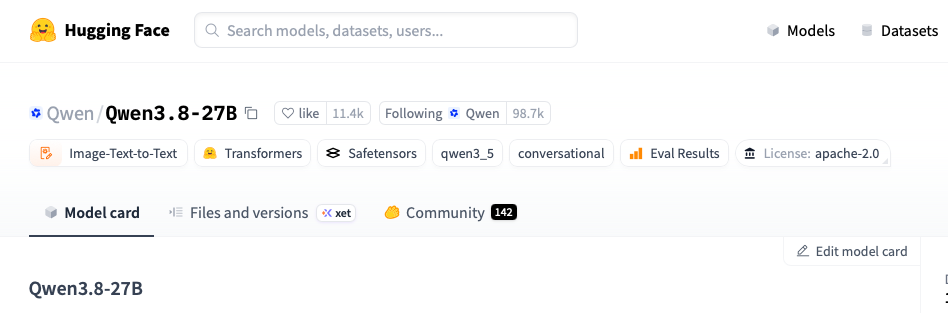 Hugging Face Search models, datasets, users... Models Datasets
Qwen/Qwen3.8-27B like 11.4k Following Qwen 98.7k
Image-Text-to-Text Transformers Safetensors qwen3_5 conversational Eval Results License: apache-2.0
Model card Files and versions xet Community 142
Edit model card
Qwen3.8-27B